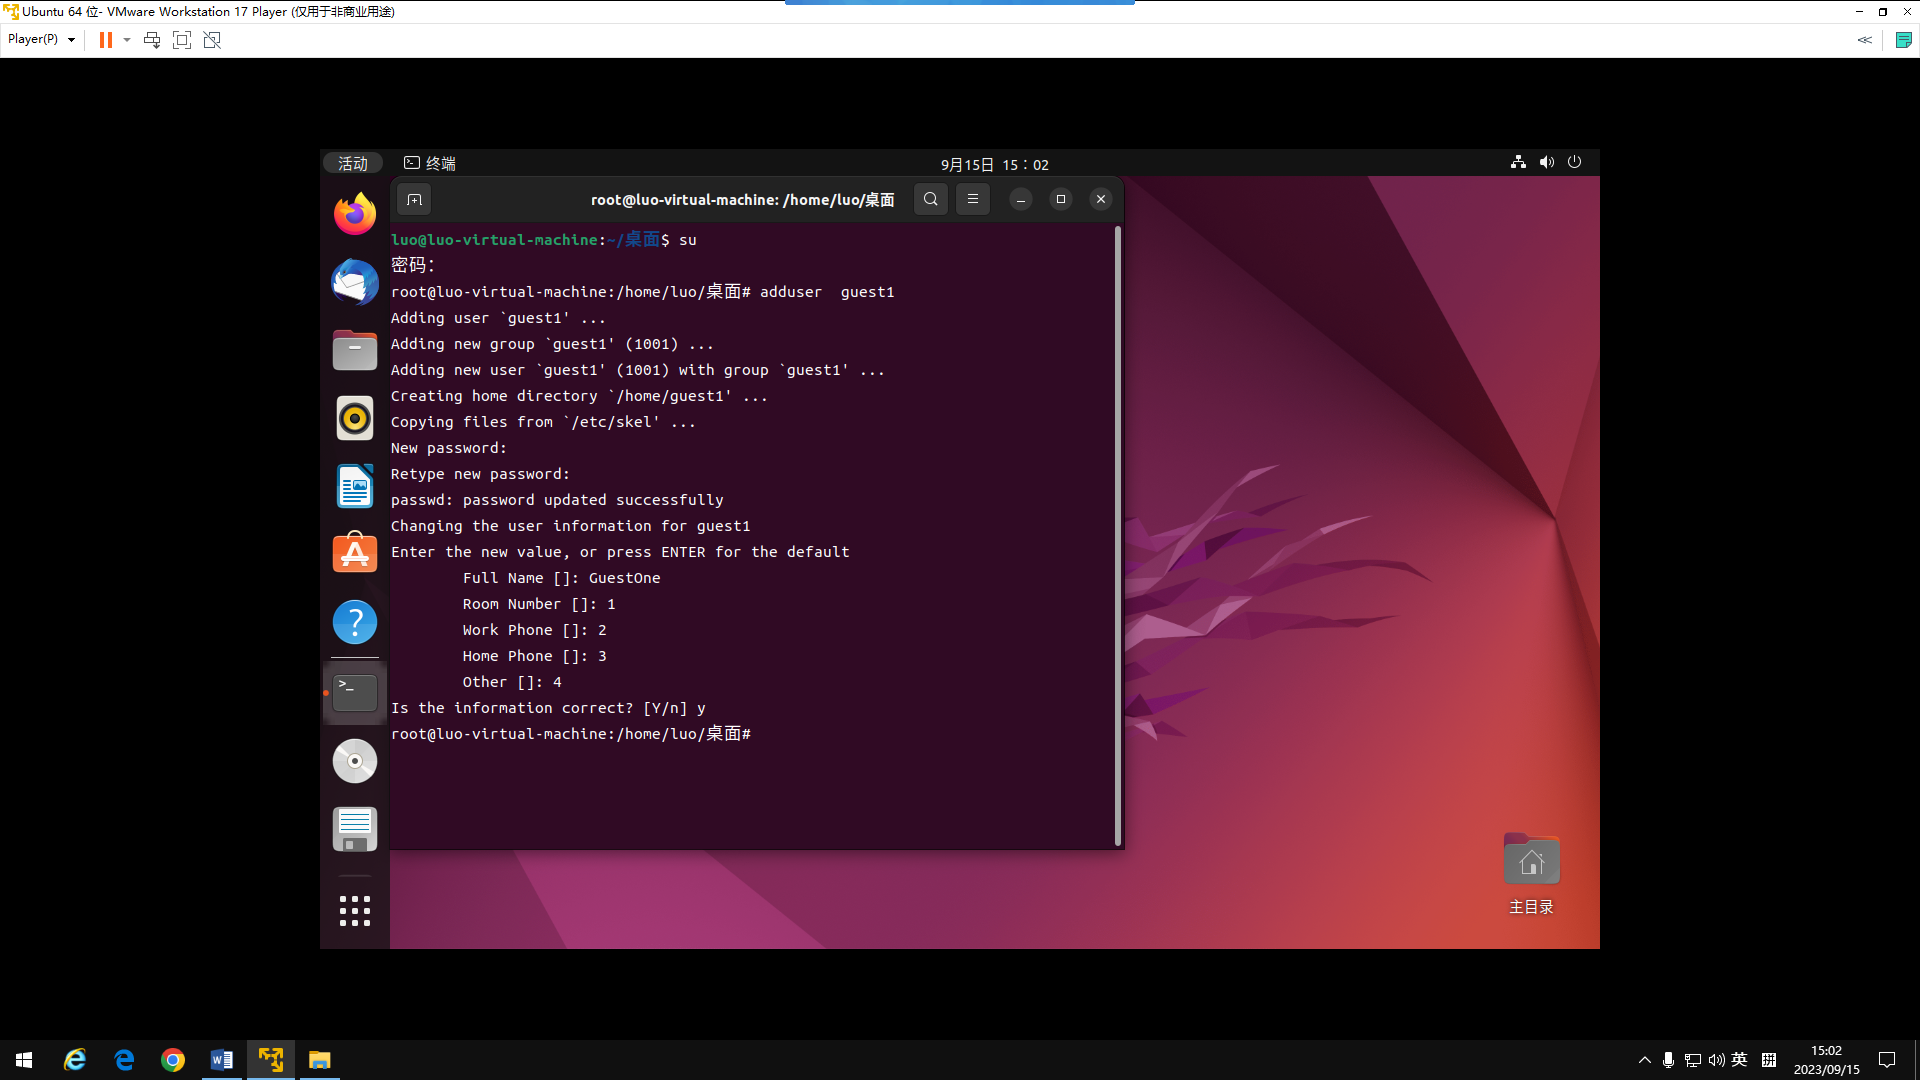 Ubuntu 64 位- VMware Workstation 17 Player (仅用于非商业用途)
Player(P)
活动
终端
9月15日 15：02
root@luo-virtual-machine: /home/luo/桌面
luo@luo-virtual-machine:~/桌面$ su
密码：
root@luo-virtual-machine:/home/luo/桌面# adduser  guest1
Adding user `guest1' ...
Adding new group `guest1' (1001) ...
Adding new user `guest1' (1001) with group `guest1' ...
Creating home directory `/home/guest1' ...
Copying files from `/etc/skel' ...
New password:
Retype new password:
passwd: password updated successfully
Changing the user information for guest1
Enter the new value, or press ENTER for the default
Full Name []: GuestOne
Room Number []: 1
Work Phone []: 2
Home Phone []: 3
Other []: 4
Is the information correct? [Y/n] y
root@luo-virtual-machine:/home/luo/桌面#
主目录
英
15:02
2023/09/15